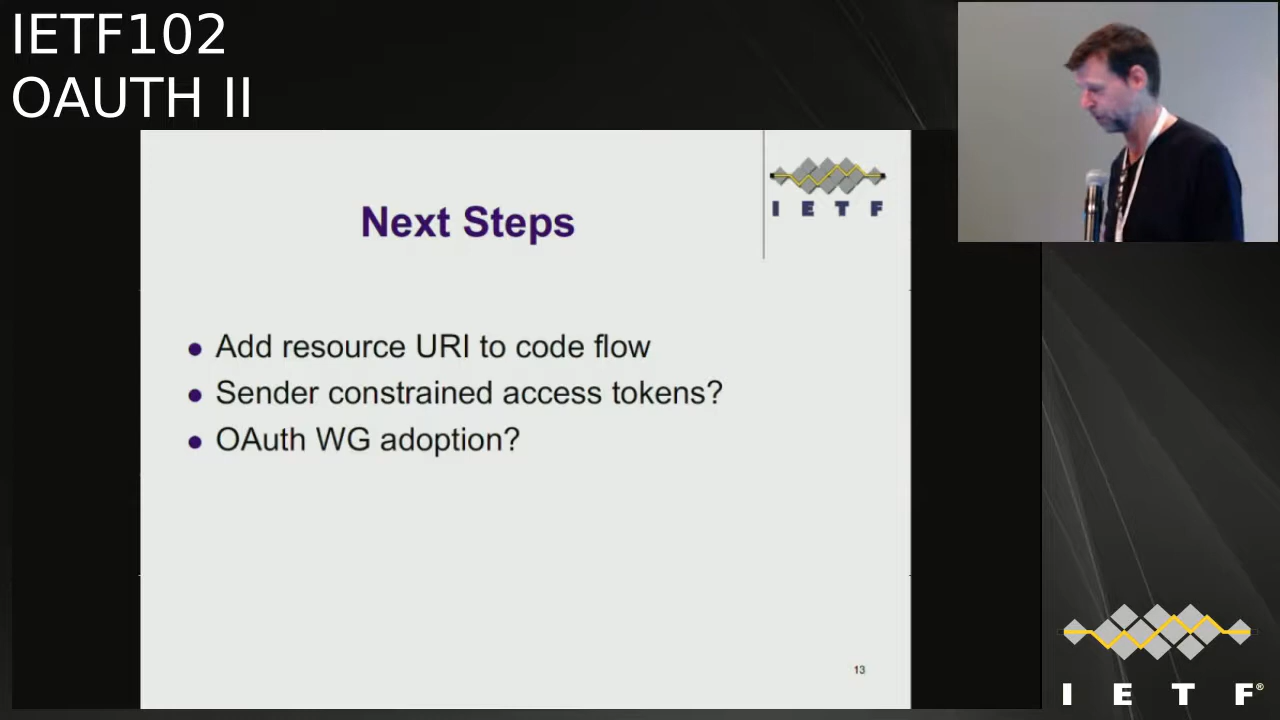 IETF102
OAUTH II
I E T F
Next Steps
Add resource URI to code flow
Sender constrained access tokens?
OAuth WG adoption?
13
I E T F®